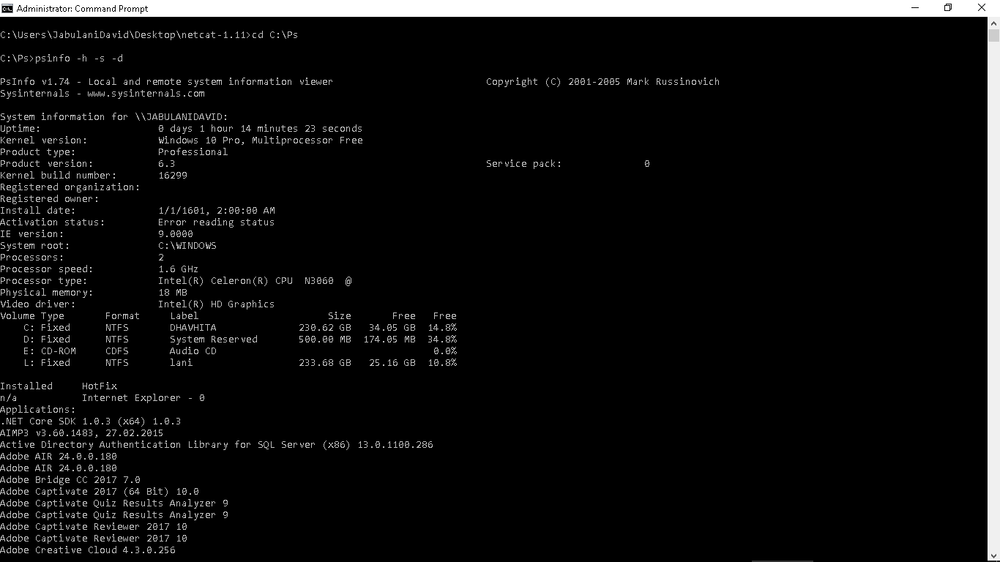 Administrator: Command Prompt
C:\Users\JabulaniDavid\Desktop\netcat-1.11>cd C:\Ps
C:\Ps>psinfo -h -s -d
PsInfo v1.74 - Local and remote system information viewer Copyright (C) 2001-2005 Mark Russinovich
Sysinternals - www.sysinternals.com
System information for \\JABULANIDAVID:
Uptime: 0 days 1 hour 14 minutes 23 seconds
Kernel version: Windows 10 Pro, Multiprocessor Free
Product type: Professional
Product version: 6.3 Service pack: 0
Kernel build number: 16299
Registered organization:
Registered owner:
Install date: 1/1/1601, 2:00:00 AM
Activation status: Error reading status
IE version: 9.0000
System root: C:\WINDOWS
Processors: 2
Processor speed: 1.6 GHz
Processor type: Intel(R) Celeron(R) CPU N3060 @
Physical memory: 18 MB
Video driver: Intel(R) HD Graphics
Volume Type Format Label Size Free Free
C: Fixed NTFS DHAVHITA 230.62 GB 34.05 GB 14.8%
D: Fixed NTFS System Reserved 500.00 MB 174.05 MB 34.8%
E: CD-ROM CDFS Audio CD 0.0%
L: Fixed NTFS lani 233.68 GB 25.16 GB 10.8%
Installed HotFix
n/a Internet Explorer - 0
Applications:
.NET Core SDK 1.0.3 (x64) 1.0.3
AIMP3 v3.60.1483, 27.02.2015
Active Directory Authentication Library for SQL Server (x86) 13.0.1100.286
Adobe AIR 24.0.0.180
Adobe AIR 24.0.0.180
Adobe Bridge CC 2017 7.0
Adobe Captivate 2017 (64 Bit) 10.0
Adobe Captivate Quiz Results Analyzer 9
Adobe Captivate Quiz Results Analyzer 9
Adobe Captivate Reviewer 2017 10
Adobe Captivate Reviewer 2017 10
Adobe Creative Cloud 4.3.0.256